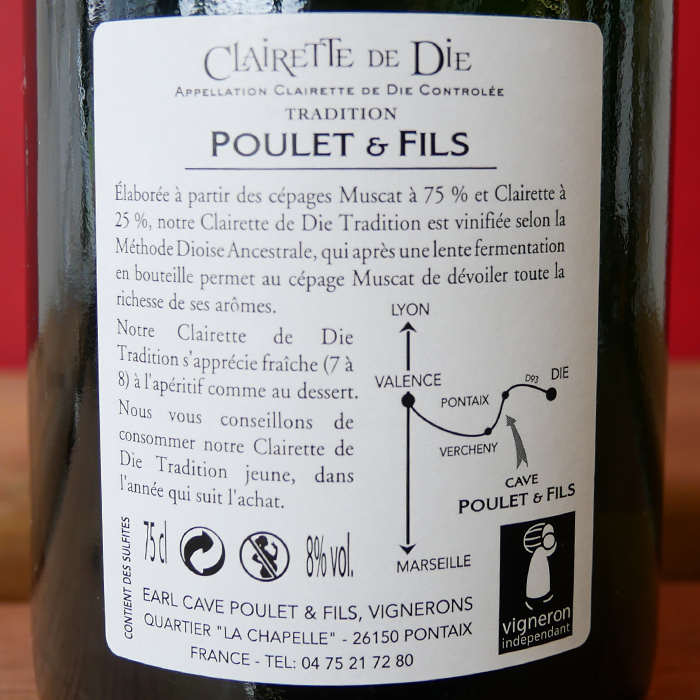 CLAIRETTE DE DIE
APPELLATION CLAIRETTE DE DIE CONTROLÉE
TRADITION
POULET & FILS
Élaborée à partir des cépages Muscat à 75 % et Clairette à
25 %, notre Clairette de Die Tradition est vinifiée selon la
Méthode Dioise Ancestrale, qui après une lente fermentation
en bouteille permet au cépage Muscat de dévoiler toute la
richesse de ses arômes.
Notre Clairette de Die
Tradition s'apprécie fraîche (7 à
8) à l'apéritif comme au dessert.
Nous vous conseillons de
consommer notre Clairette de
Die Tradition jeune, dans
l'année qui suit l'achat.
LYON
VALENCE
PONTAIX
D93
DIE
VERCHENY
CAVE
POULET & FILS
MARSEILLE
CONTIENT DES SULFITES
75 cl
8% vol.
vigneron
indépendant
EARL CAVE POULET & FILS, VIGNERONS
QUARTIER "LA CHAPELLE" - 26150 PONTAIX
FRANCE - TEL: 04 75 21 72 80